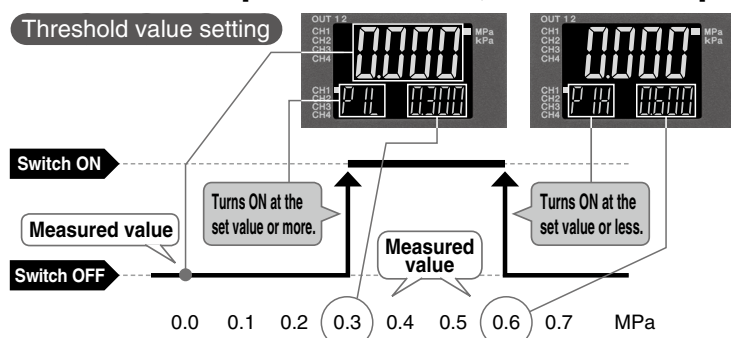 Threshold value setting
OUT 1 2
CH1
CH2
CH3
CH4
0.000
MPa
kPa
CH1
CH2
CH3
CH4
P 1L
0.300
OUT 1 2
CH1
CH2
CH3
CH4
0.000
MPa
kPa
CH1
CH2
CH3
CH4
P 1H
0.600
Switch ON
Turns ON at the
set value or more.
Turns ON at the
set value or less.
Measured value
Measured
value
Switch OFF
0.0 0.1 0.2 0.3 0.4 0.5 0.6 0.7 MPa